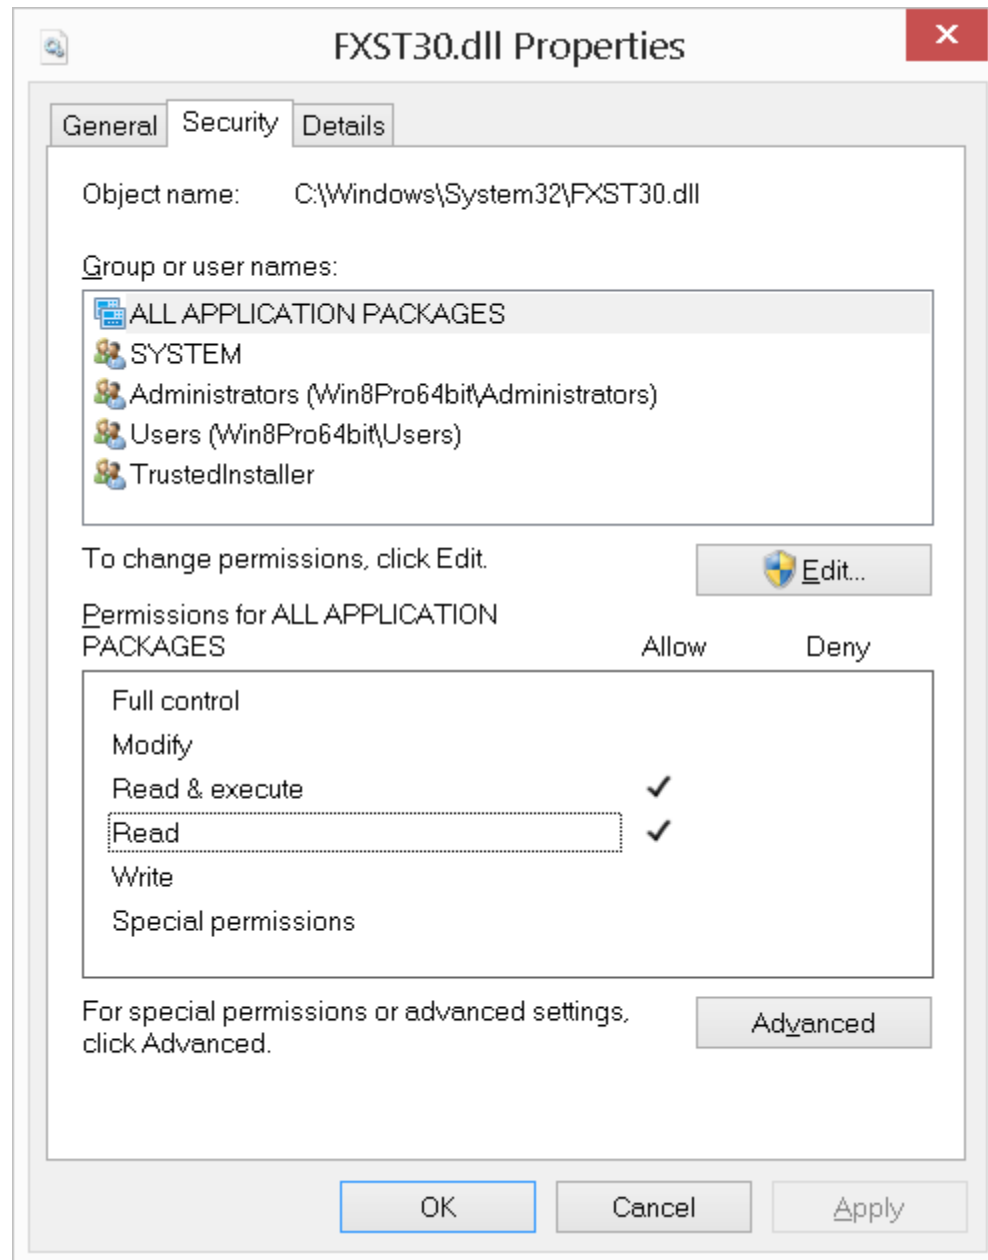 FXST30.dll Properties
General Security Details
Object name: C:\Windows\System32\FXST30.dll
Group or user names:
ALL APPLICATION PACKAGES
SYSTEM
Administrators (Win8Pro64bit\Administrators)
Users (Win8Pro64bit\Users)
TrustedInstaller
To change permissions, click Edit.
Edit...
Permissions for ALL APPLICATION
PACKAGES Allow Deny
Full control
Modify
Read & execute
Read
Write
Special permissions
For special permissions or advanced settings,
click Advanced.
Advanced
OK Cancel Apply